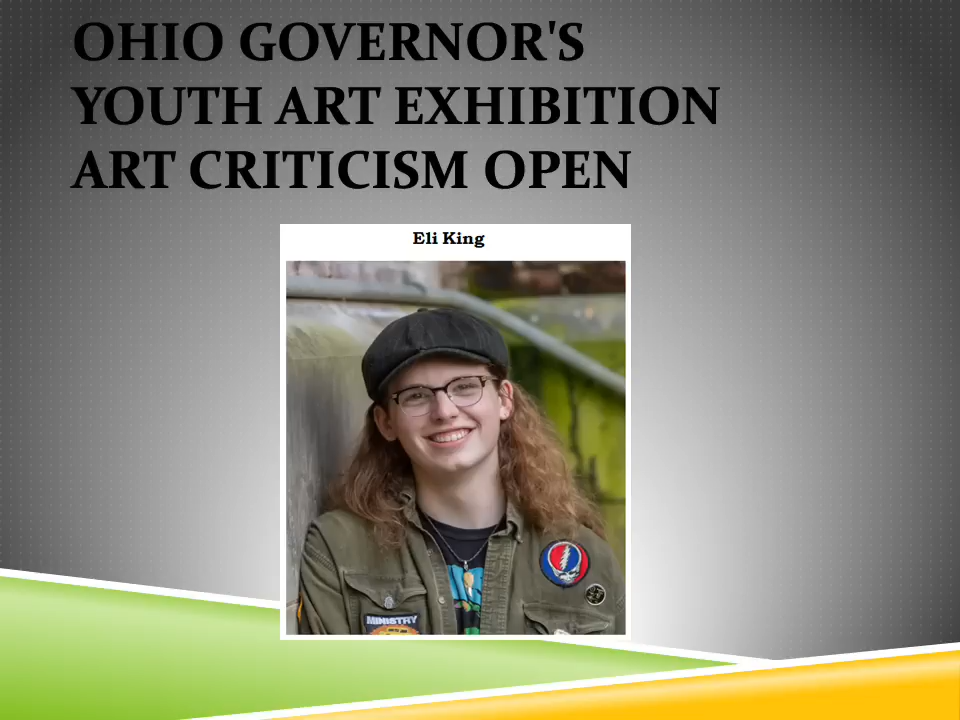 OHIO GOVERNOR'S
YOUTH ART EXHIBITION
ART CRITICISM OPEN
Eli King
MINISTRY